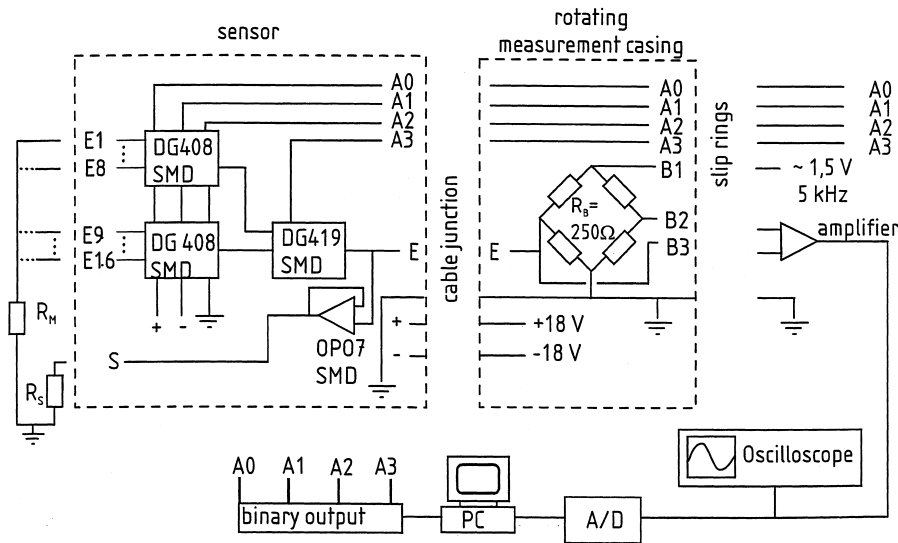 sensor
rotating
measurement casing
A0
A1
A2
A3
E1
E8
DG408
SMD
E9
E16
DG 408
SMD
DG419
SMD
E
+ -
OP07
SMD
S
R_M
R_S
+
-
cable junction
A0
A1
A2
A3
B1
R_B=
250Ω
B2
B3
E
+18 V
-18 V
slip rings
A0
A1
A2
A3
~ 1,5 V
5 kHz
amplifier
Oscilloscope
A0 A1 A2 A3
binary output
PC
A/D